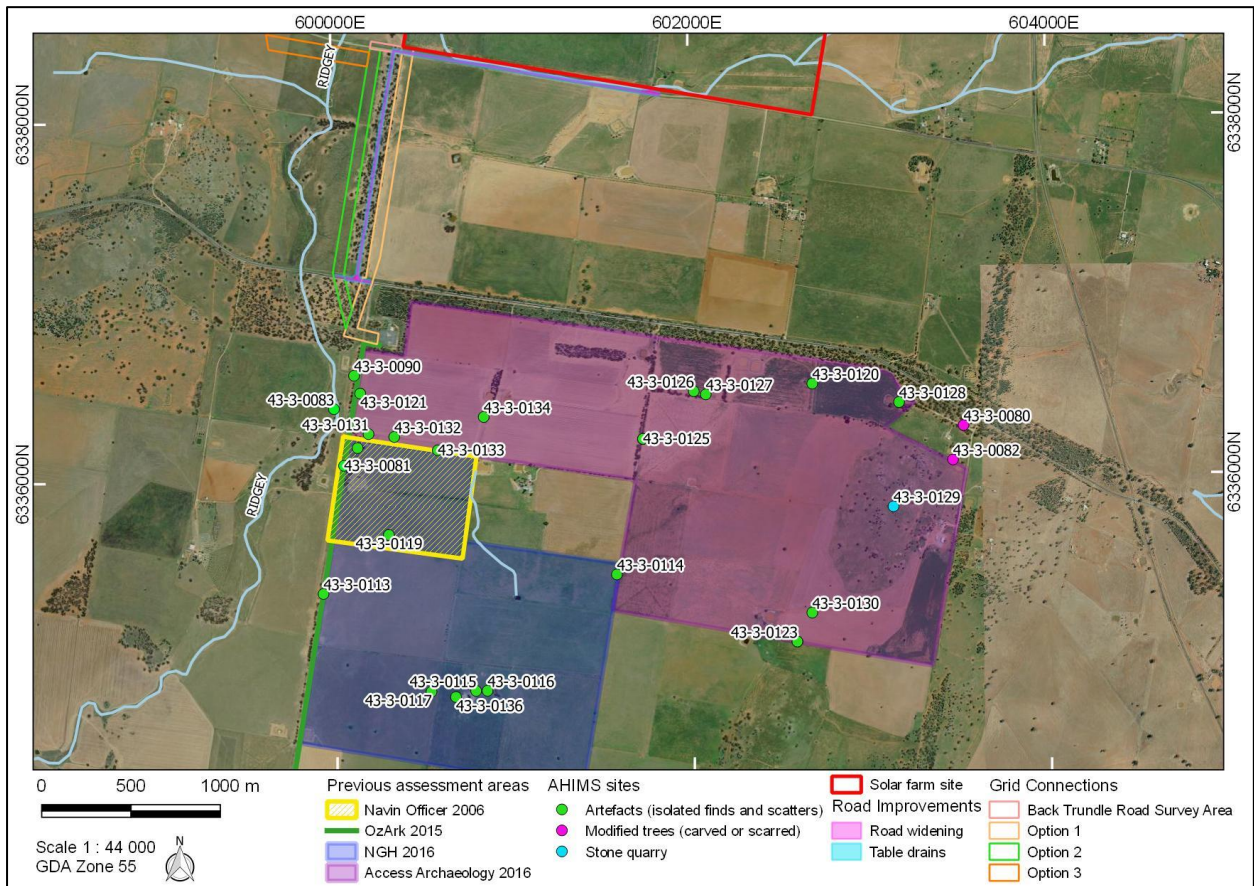 600000E
602000E
604000E
RIDGEY
6338000N
6338000N
43-3-0090
43-3-0121
43-3-0083
43-3-0131
43-3-0132
43-3-0134
43-3-0133
43-3-0081
43-3-0126
43-3-0127
43-3-0120
43-3-0128
43-3-0080
43-3-0125
43-3-0082
6336000N
6336000N
RIDGEY
43-3-0129
43-3-0119
43-3-0113
43-3-0114
43-3-0130
43-3-0123
43-3-0115
43-3-0116
43-3-0117
43-3-0136
0 500 1000 m
Scale 1 : 44 000
GDA Zone 55
N
Previous assessment areas
Navin Officer 2006
OzArk 2015
NGH 2016
Access Archaeology 2016
AHIMS sites
Artefacts (isolated finds and scatters)
Modified trees (carved or scarred)
Stone quarry
Solar farm site
Road Improvements
Road widening
Table drains
Grid Connections
Back Trundle Road Survey Area
Option 1
Option 2
Option 3